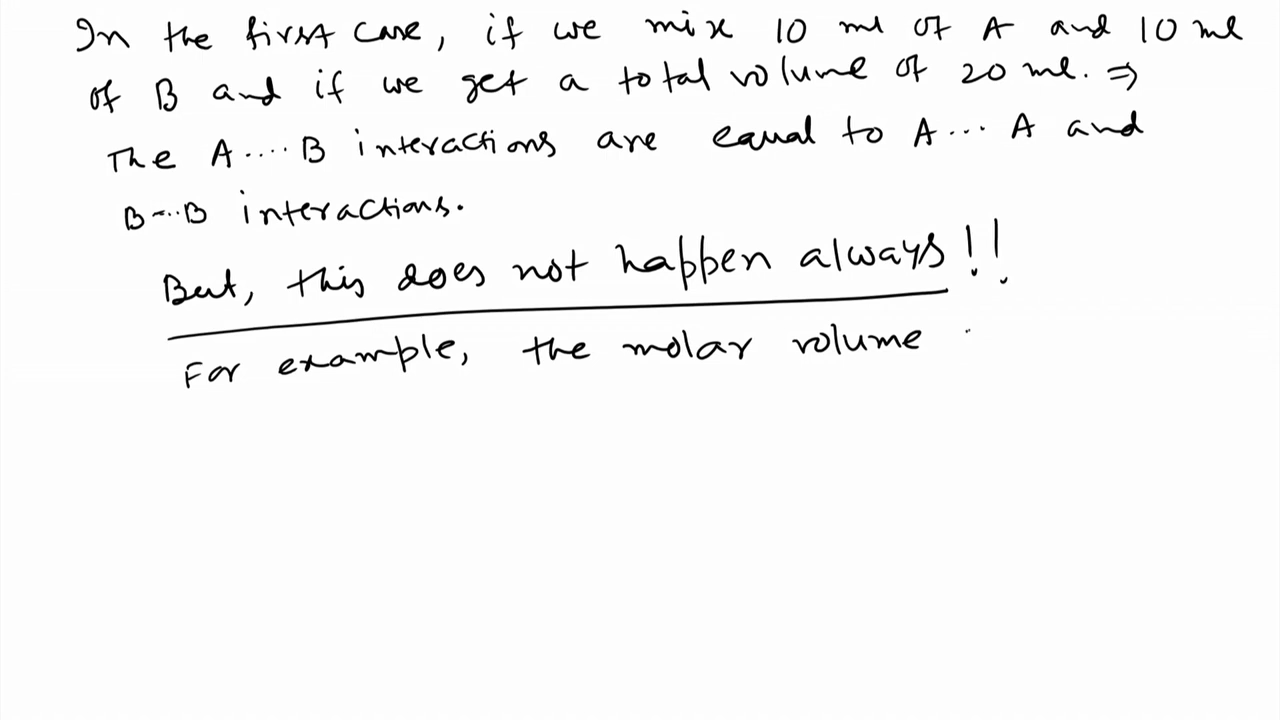 In the first case, if we mix 10 ml of A and 10 ml
of B and if we get a total volume of 20 ml. ⇒
The A....B interactions are equal to A... A and
B...B interactions.
But, this does not happen always!!
For example, the molar volume